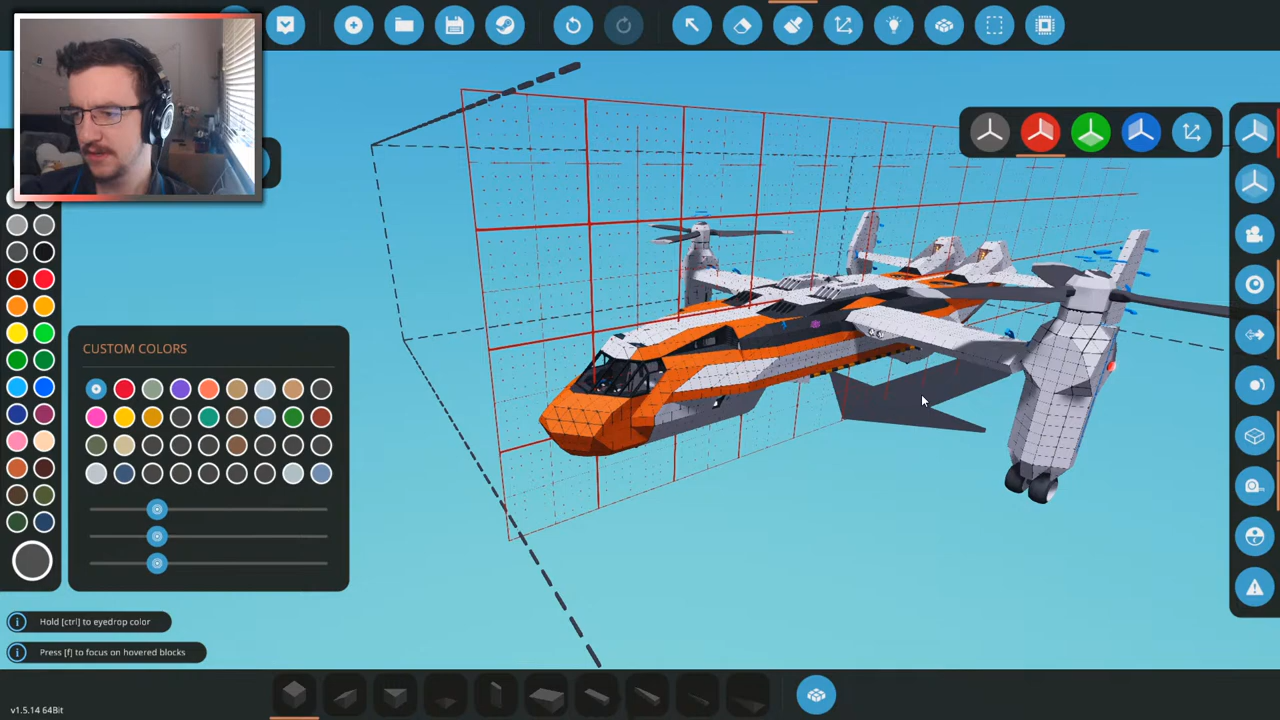 CUSTOM COLORS
Hold [ctrl] to eyedrop color
Press [f] to focus on hovered blocks
v1.5.14 64Bit